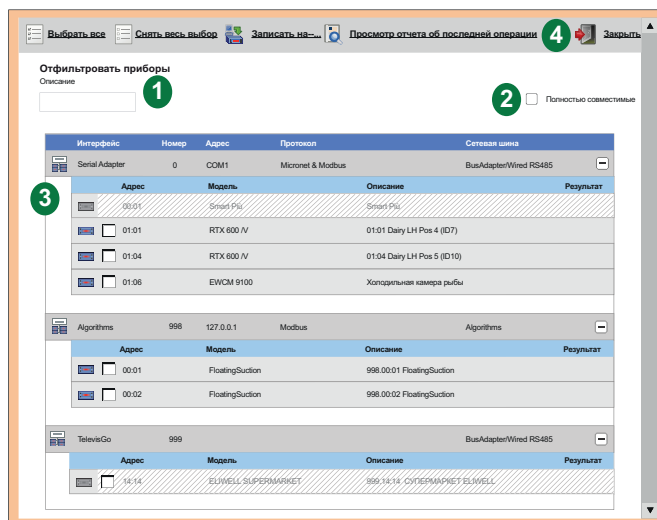 Выбрать все Снять весь выбор Записать на--... Просмотр отчета об последней операции 4 Закрыть
Отфильтровать приборы
Описание
1
2 Полностью совместимые
Интерфейс Номер Адрес Протокол Сетевая шина
Serial Adapter 0 COM1 Micronet & Modbus BusAdapter/Wired RS485
3
Адрес Модель Описание Результат
00:01 Smart Più Smart Più
01:01 RTX 600 /V 01:01 Dairy LH Pos 4 (ID7)
01:04 RTX 600 /V 01:04 Dairy LH Pos 5 (ID10)
01:06 EWCM 9100 Холодильная камера рыбы
Algorithms 998 127.0.0.1 Modbus Algorithms
Адрес Модель Описание Результат
00:01 FloatingSuction 998.00:01 FloatingSuction
00:02 FloatingSuction 998.00:02 FloatingSuction
TelevisGo 999 BusAdapter/Wired RS485
Адрес Модель Описание Результат
14:14 ELIWELL SUPERMARKET 999.14:14 СУПЕРМАРКЕТ ELIWELL